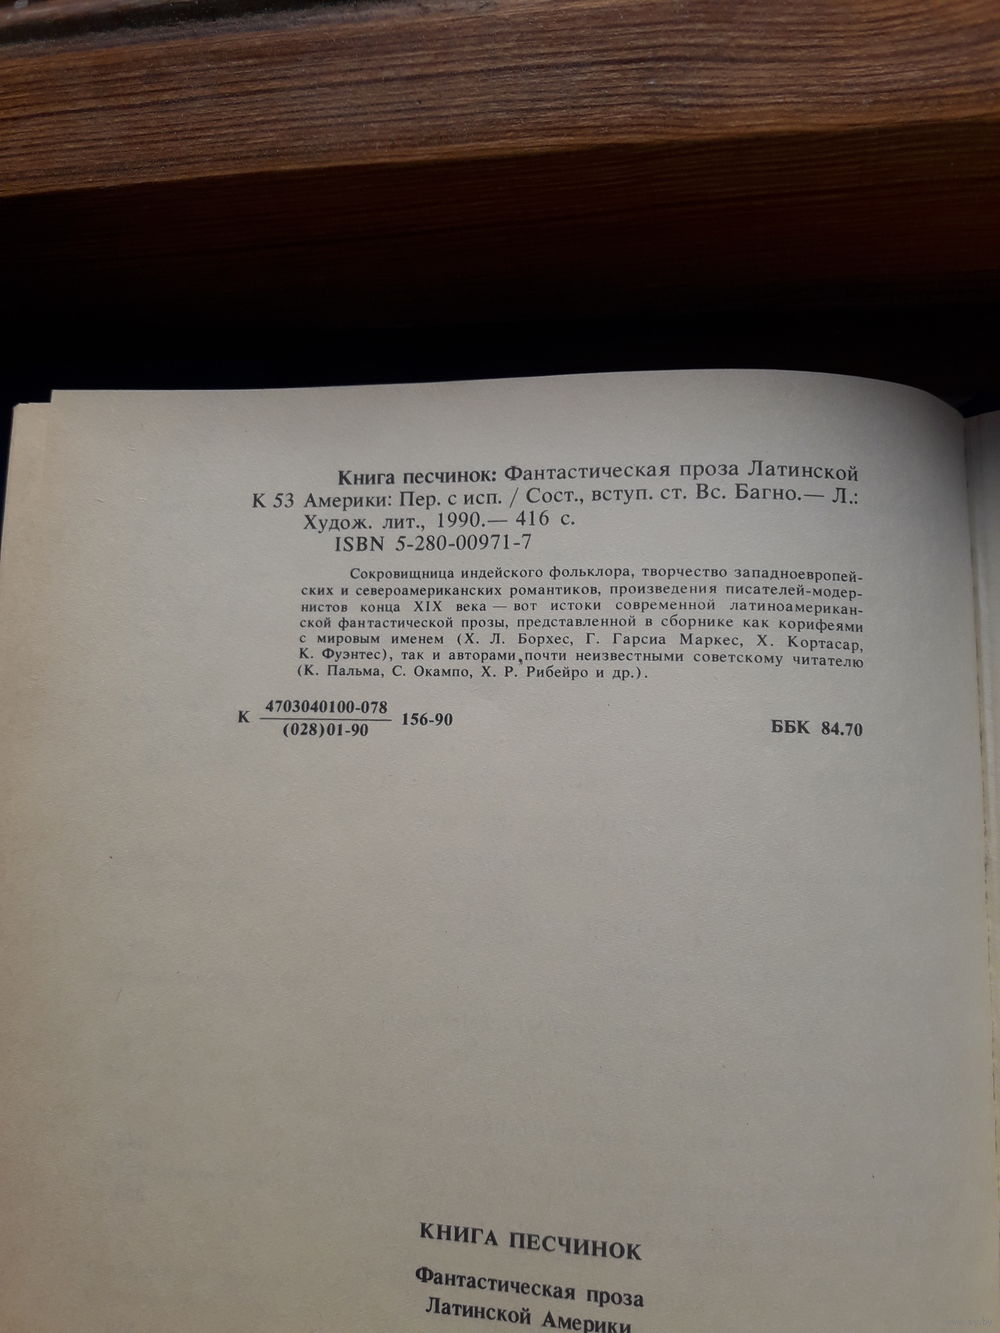 Книга песчинок: Фантастическая проза Латинской
К 53 Америки: Пер. с исп. / Сост., вступ. ст. Вс. Багно.— Л.:
Худож. лит., 1990.— 416 с.
ISBN 5-280-00971-7
Сокровищница индейского фольклора, творчество западноевропей-
ских и североамериканских романтиков, произведения писателей-модер-
нистов конца XIX века — вот истоки современной латиноамерикан-
ской фантастической прозы, представленной в сборнике как корифеями
с мировым именем (Х. Л. Борхес, Г. Гарсиа Маркес, Х. Кортасар,
К. Фуэнтес), так и авторами, почти неизвестными советскому читателю
(К. Пальма, С. Окампо, Х. Р. Рибейро и др.).
К 4703040100-078 156-90
(028)01-90
ББК 84.70
КНИГА ПЕСЧИНОК
Фантастическая проза
Латинской Америки